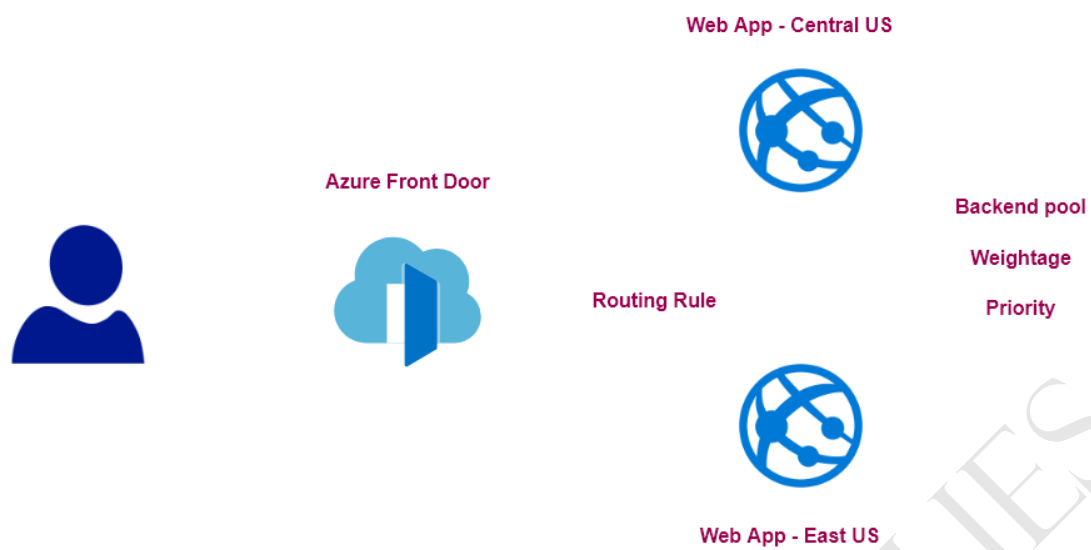 Web App - Central US
Azure Front Door
Backend pool
Weightage
Routing Rule
Priority
Web App - East US